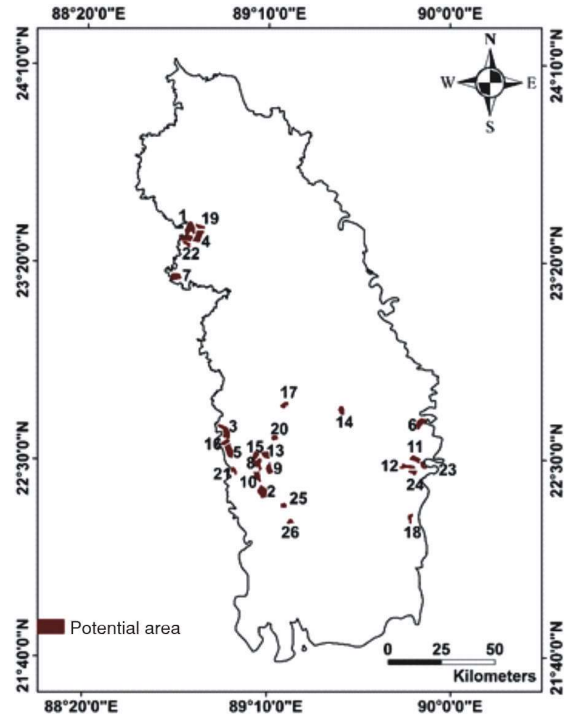 88°20'0"E 89°10'0"E 90°0'0"E
24°10'0"N 24°10'0"N
N
W E
S
1 19
4
22
23°20'0"N 23°20'0"N
7
17
14
3 6
20
16 15 13 11
5
22°30'0"N 8 9 12 23 22°30'0"N
21 10 24
2
25
26 18
Potential area
0 25 50
Kilometers
21°40'0"N 21°40'0"N
88°20'0"E 89°10'0"E 90°0'0"E